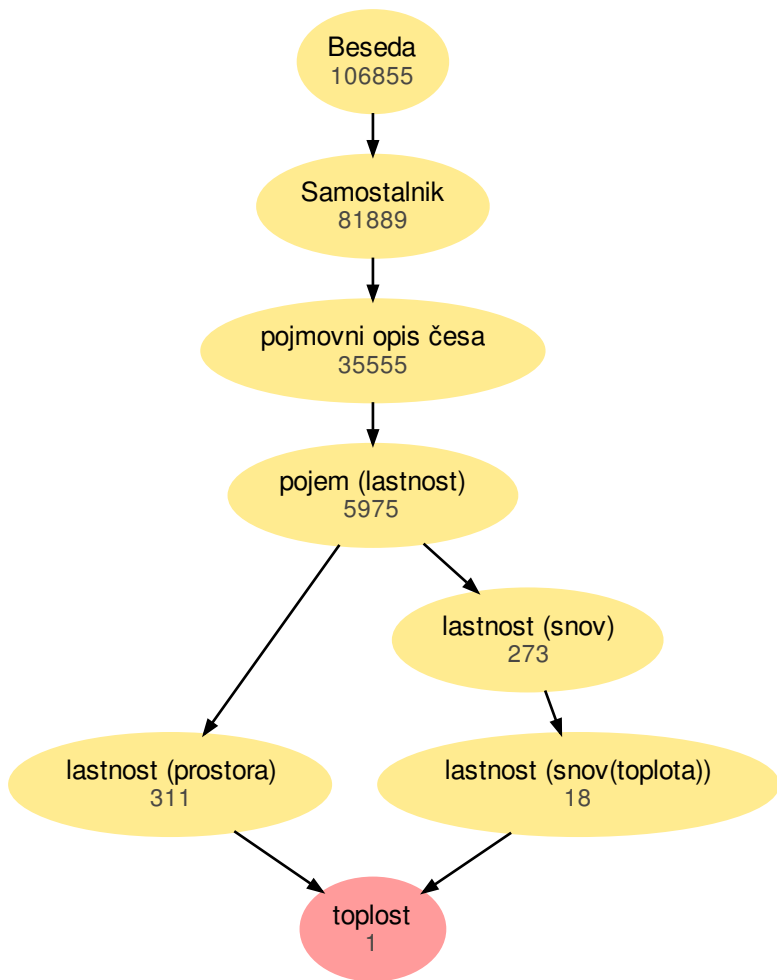 Beseda
106855
Samostalnik
81889
pojmovni opis česa
35555
pojem (lastnost)
5975
lastnost (snov)
273
lastnost (prostora)
311
lastnost (snov(toplota))
18
toplost
1